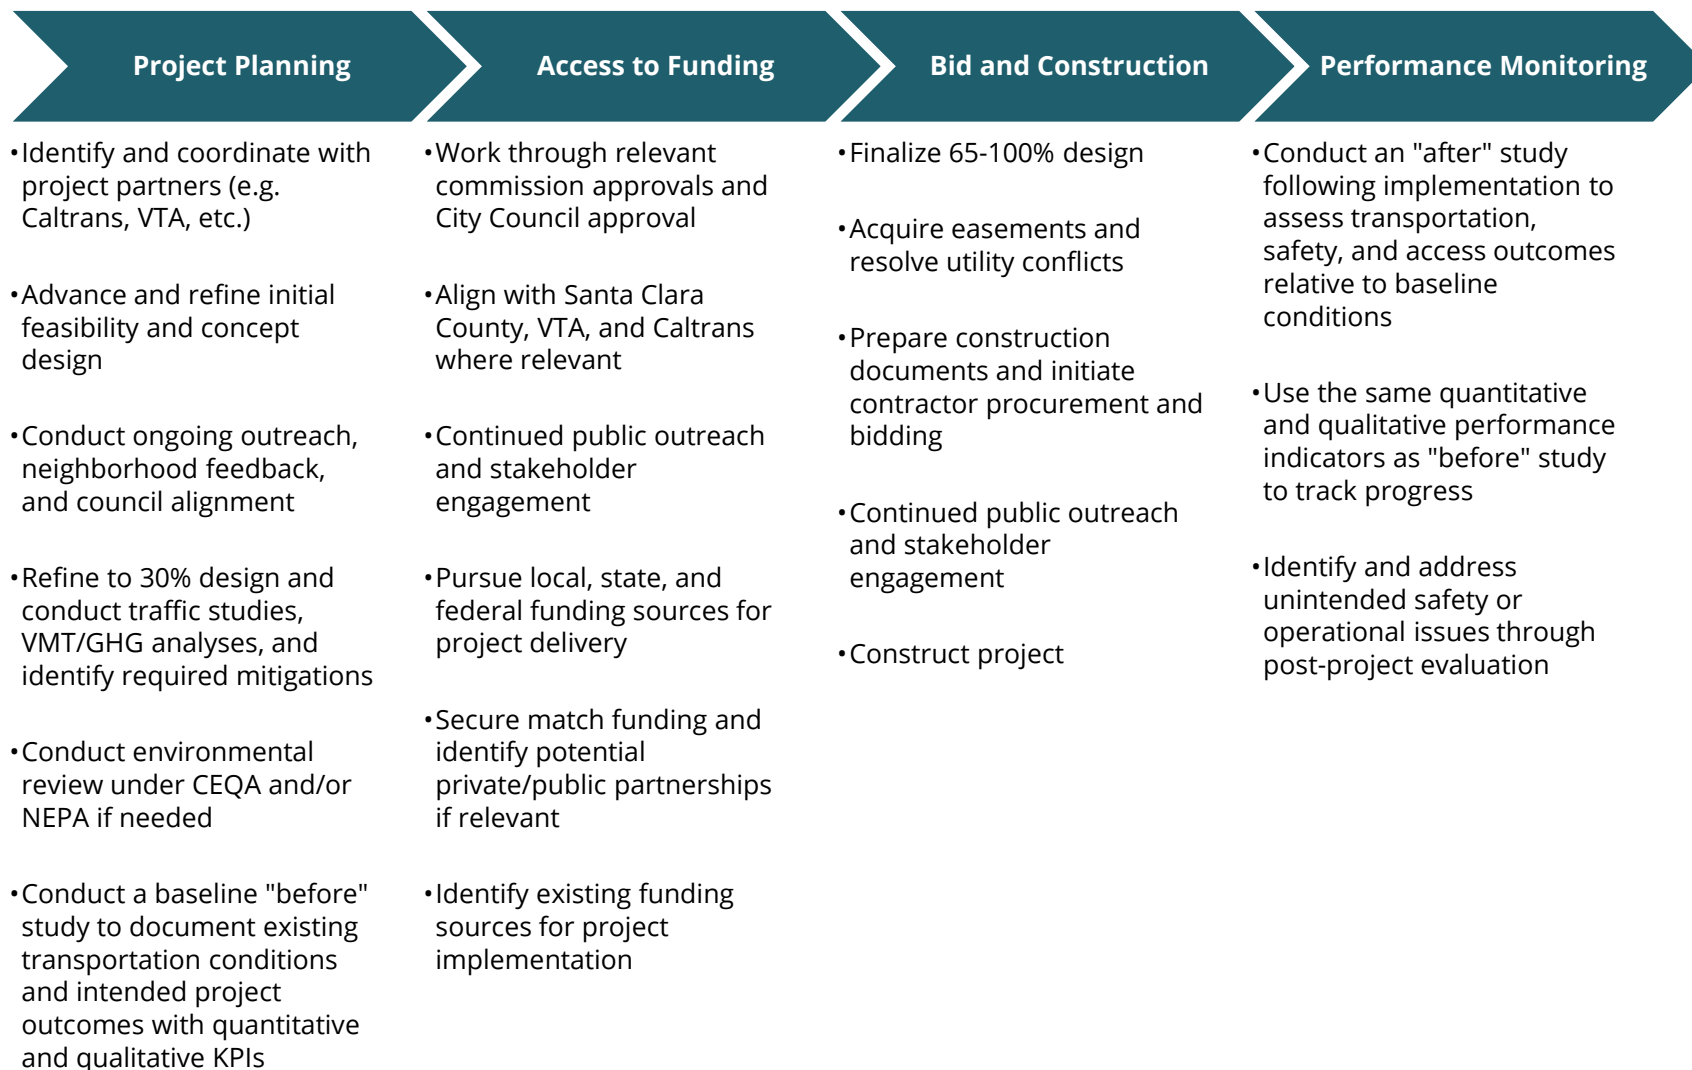 Project Planning
Access to Funding
Bid and Construction
Performance Monitoring
•Identify and coordinate with
project partners (e.g.
Caltrans, VTA, etc.)
•Advance and refine initial
feasibility and concept
design
•Conduct ongoing outreach,
neighborhood feedback,
and council alignment
•Refine to 30% design and
conduct traffic studies,
VMT/GHG analyses, and
identify required mitigations
•Conduct environmental
review under CEQA and/or
NEPA if needed
•Conduct a baseline "before"
study to document existing
transportation conditions
and intended project
outcomes with quantitative
and qualitative KPIs
•Work through relevant
commission approvals and
City Council approval
•Align with Santa Clara
County, VTA, and Caltrans
where relevant
•Continued public outreach
and stakeholder
engagement
•Pursue local, state, and
federal funding sources for
project delivery
•Secure match funding and
identify potential
private/public partnerships
if relevant
•Identify existing funding
sources for project
implementation
•Finalize 65-100% design
•Acquire easements and
resolve utility conflicts
•Prepare construction
documents and initiate
contractor procurement and
bidding
•Continued public outreach
and stakeholder
engagement
•Construct project
•Conduct an "after" study
following implementation to
assess transportation,
safety, and access outcomes
relative to baseline
conditions
•Use the same quantitative
and qualitative performance
indicators as "before" study
to track progress
•Identify and address
unintended safety or
operational issues through
post-project evaluation